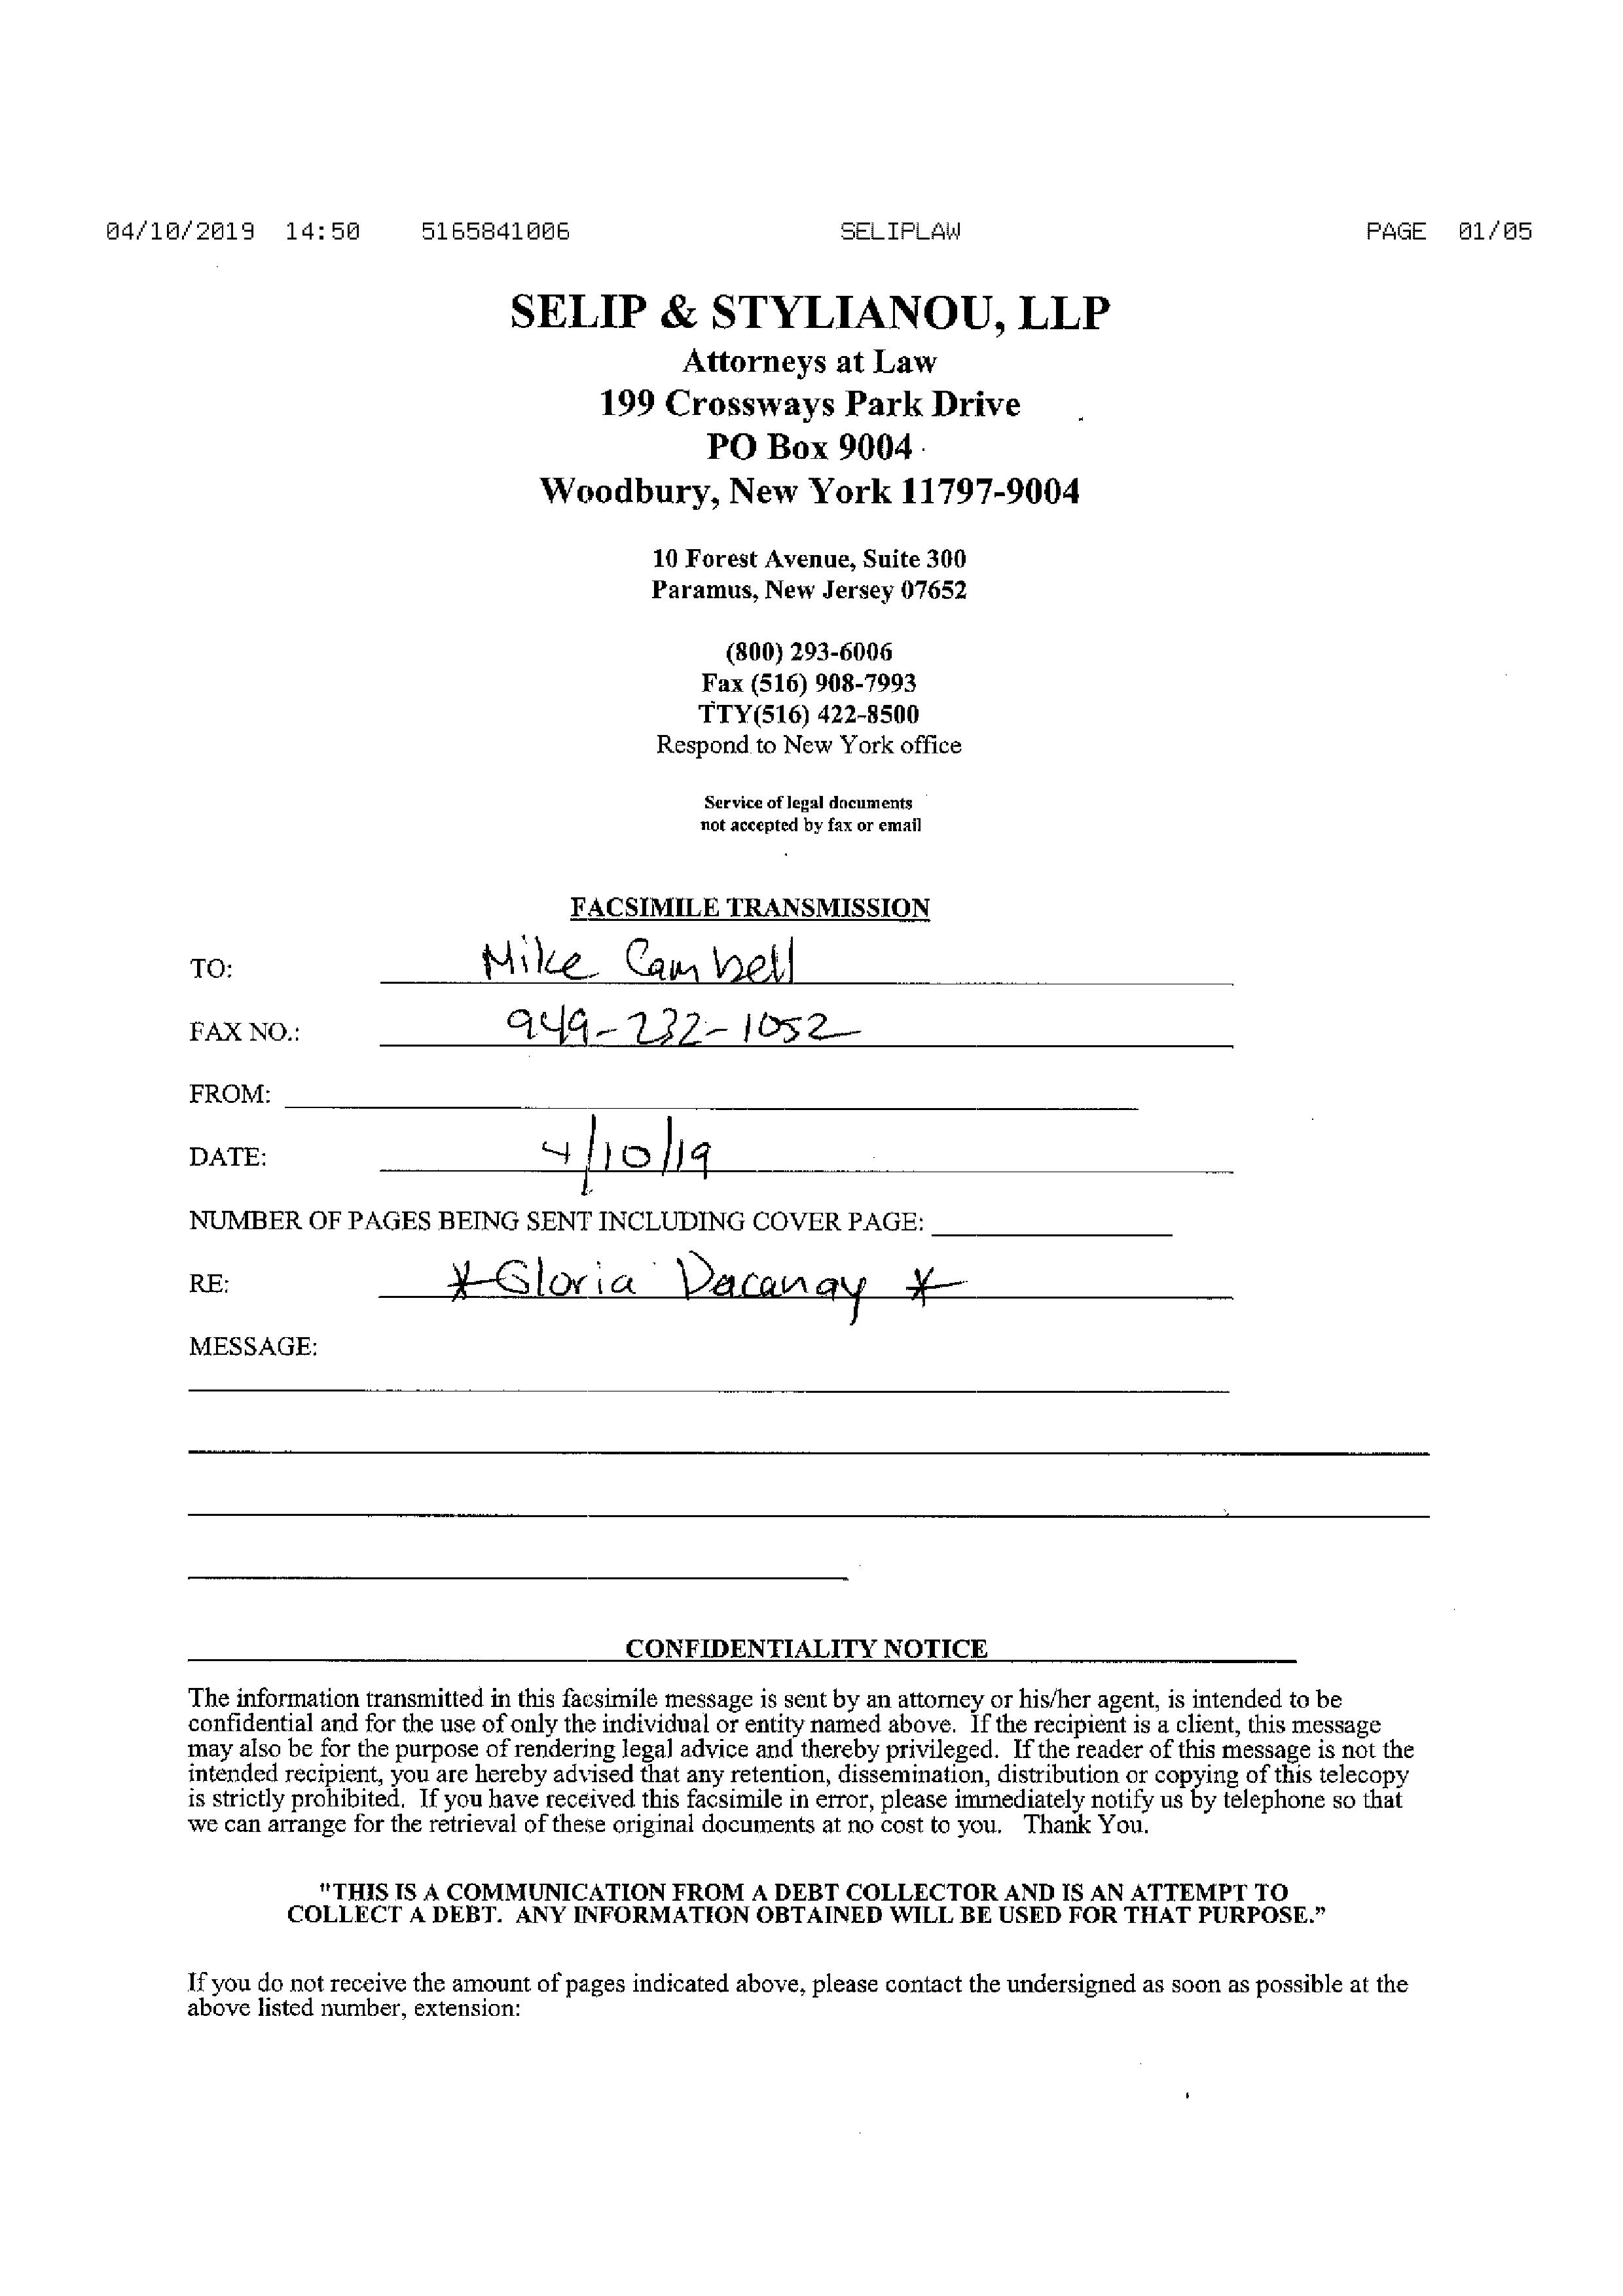 04/10/2019 14:50 5165841006 SELIPLAW PAGE 01/05
SELIP & STYLIANOU, LLP
Attorneys at Law
199 Crossways Park Drive
PO Box 9004
Woodbury, New York 11797-9004
10 Forest Avenue, Suite 300
Paramus, New Jersey 07652
(800) 293-6006
Fax (516) 908-7993
TTY(516) 422-8500
Respond to New York office
Service of legal documents
not accepted by fax or email
FACSIMILE TRANSMISSION
TO: Mike Cambell
FAX NO.: 949-232-1052
FROM:
DATE: 4/10/19
NUMBER OF PAGES BEING SENT INCLUDING COVER PAGE:
RE: *Gloria Dacanay *
MESSAGE:
CONFIDENTIALITY NOTICE
The information transmitted in this facsimile message is sent by an attorney or his/her agent, is intended to be
confidential and for the use of only the individual or entity named above. If the recipient is a client, this message
may also be for the purpose of rendering legal advice and thereby privileged. If the reader of this message is not the
intended recipient, you are hereby advised that any retention, dissemination, distribution or copying of this telecopy
is strictly prohibited. If you have received this facsimile in error, please immediately notify us by telephone so that
we can arrange for the retrieval of these original documents at no cost to you. Thank You.
"THIS IS A COMMUNICATION FROM A DEBT COLLECTOR AND IS AN ATTEMPT TO
COLLECT A DEBT. ANY INFORMATION OBTAINED WILL BE USED FOR THAT PURPOSE."
If you do not receive the amount of pages indicated above, please contact the undersigned as soon as possible at the
above listed number, extension: